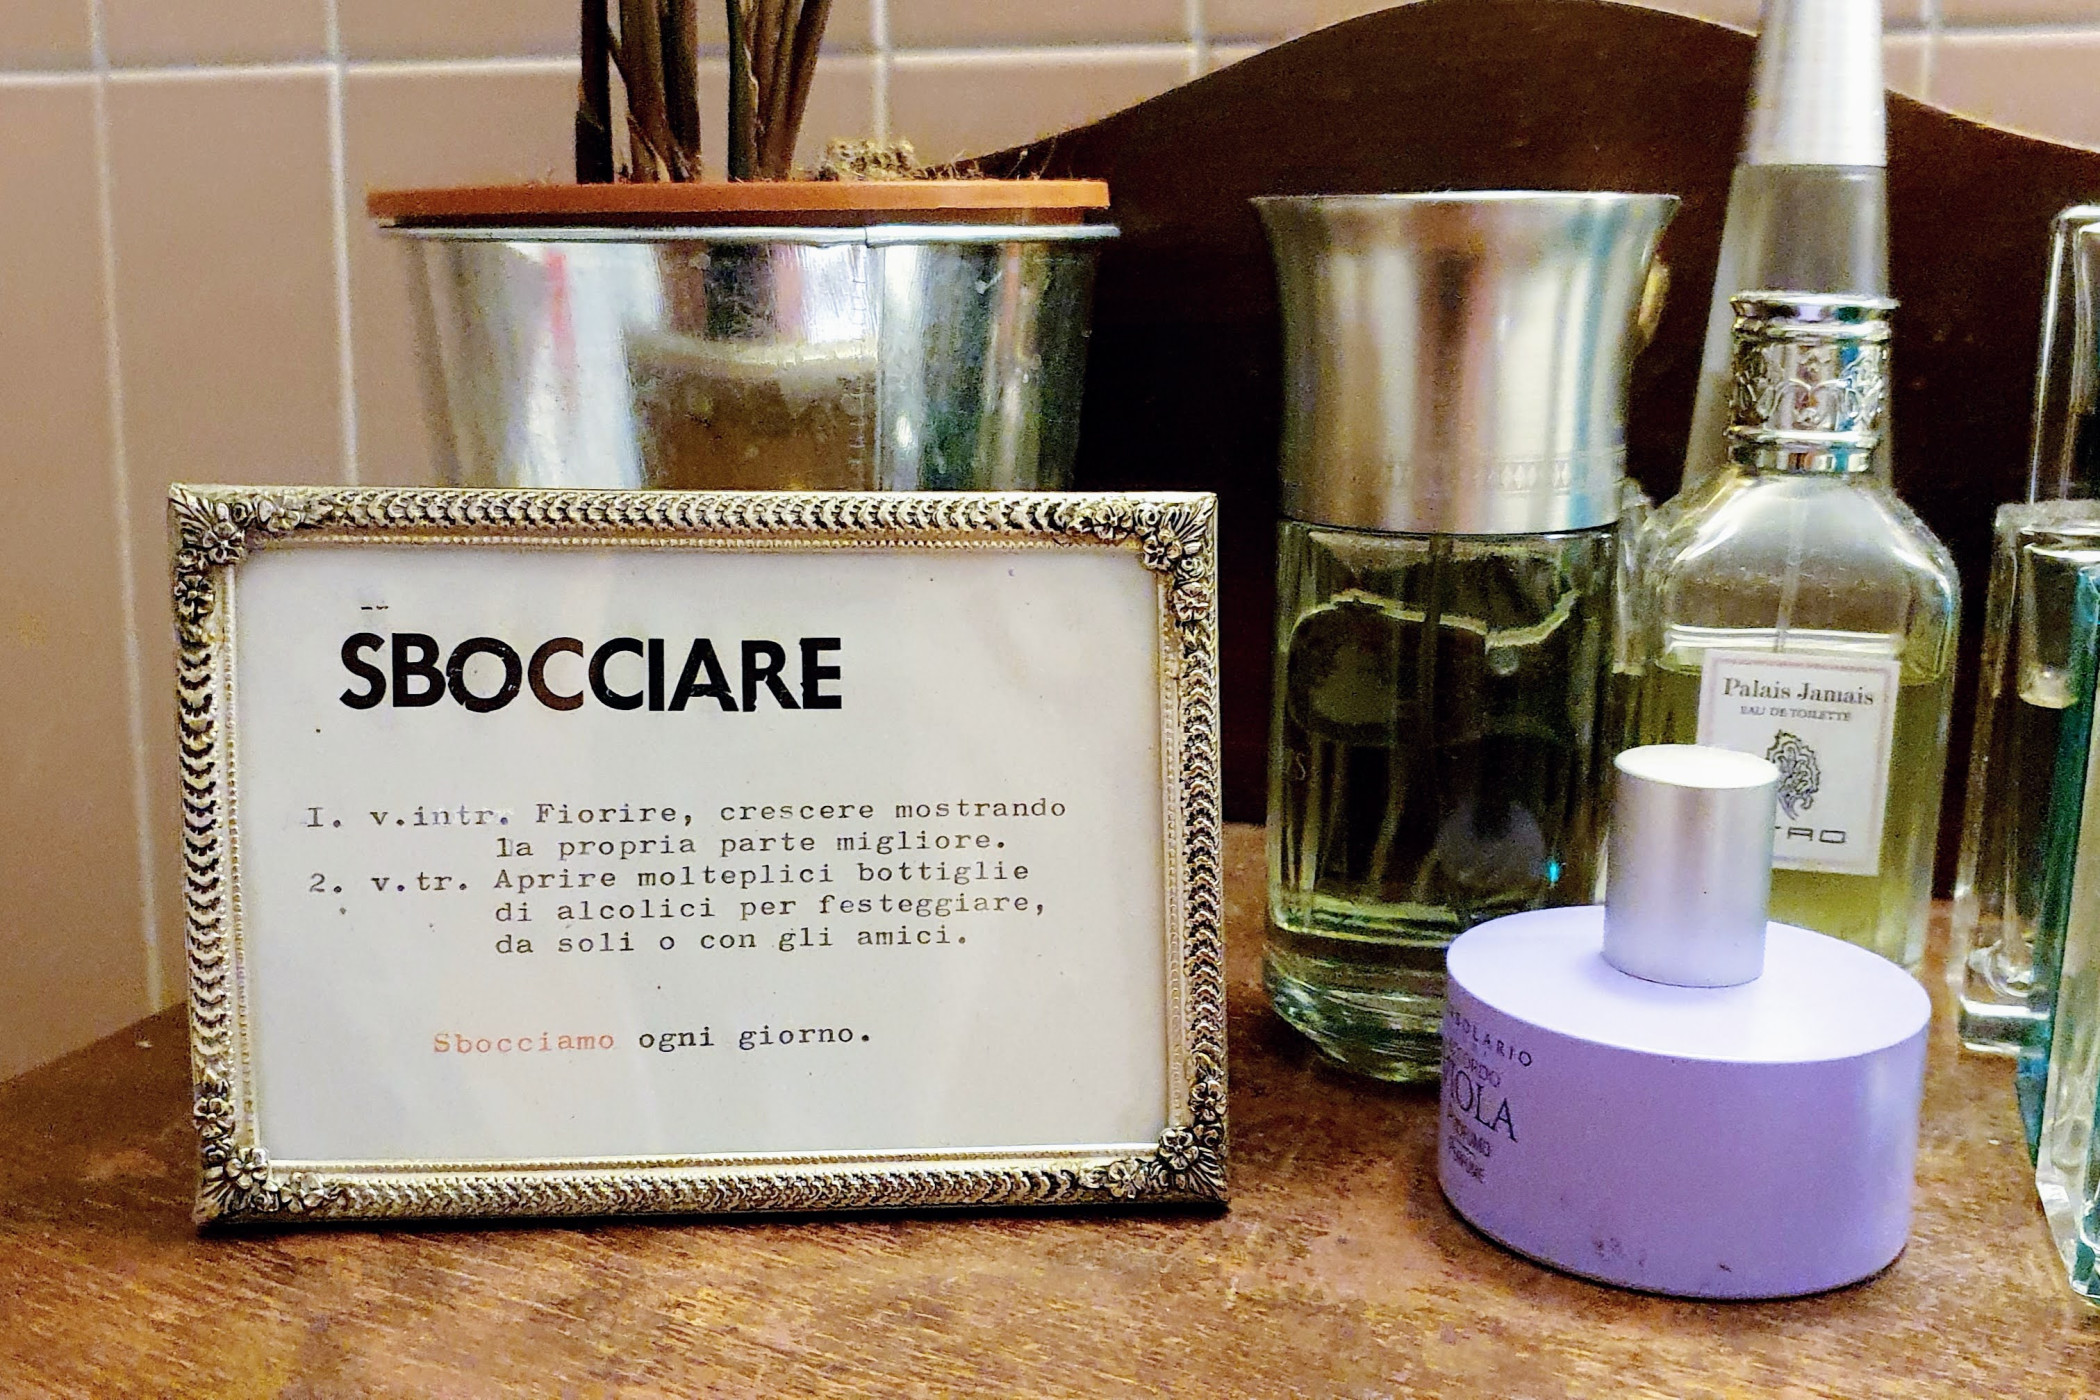 SBOCCIARE
1. v.intr. Fiorire, crescere mostrando
la propria parte migliore.
2. v.tr. Aprire molteplici bottiglie
di alcolici per festeggiare,
da soli o con gli amici.
Sbocciamo ogni giorno.
Palais Jamais
EAU DE TOILETTE